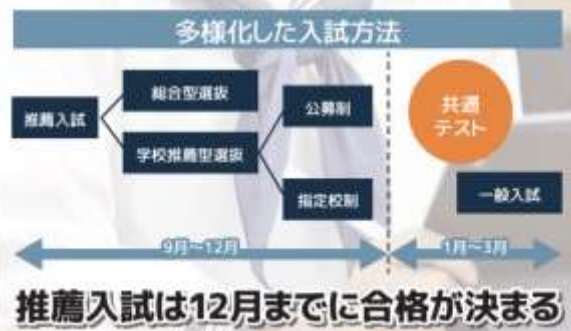 多様化した入試方法
推薦入試
総合型選抜
学校推薦型選抜
公募制
指定校制
共通
テスト
一般入試
9月〜12月
1月〜3月
推薦入試は12月までに合格が決まる